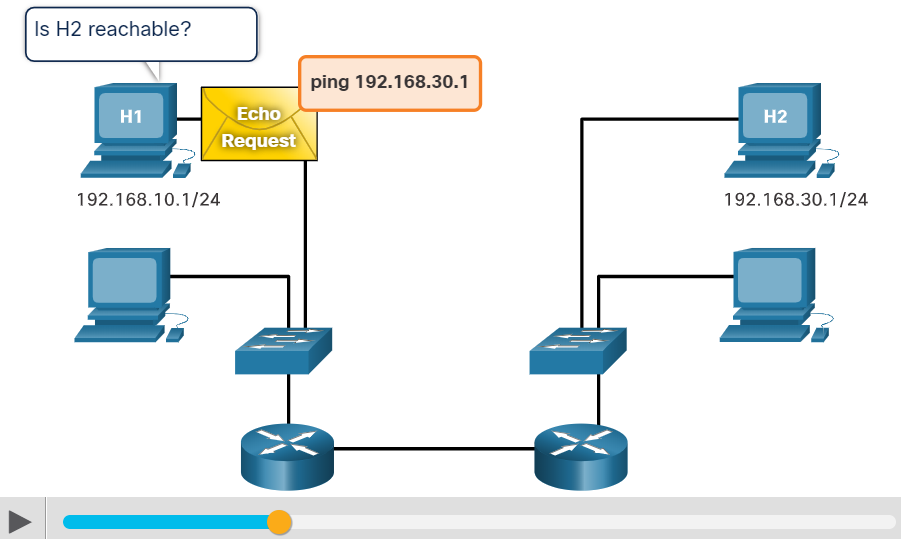 Is H2 reachable?
ping 192.168.30.1
H1
Echo
Request
H2
192.168.10.1/24
192.168.30.1/24